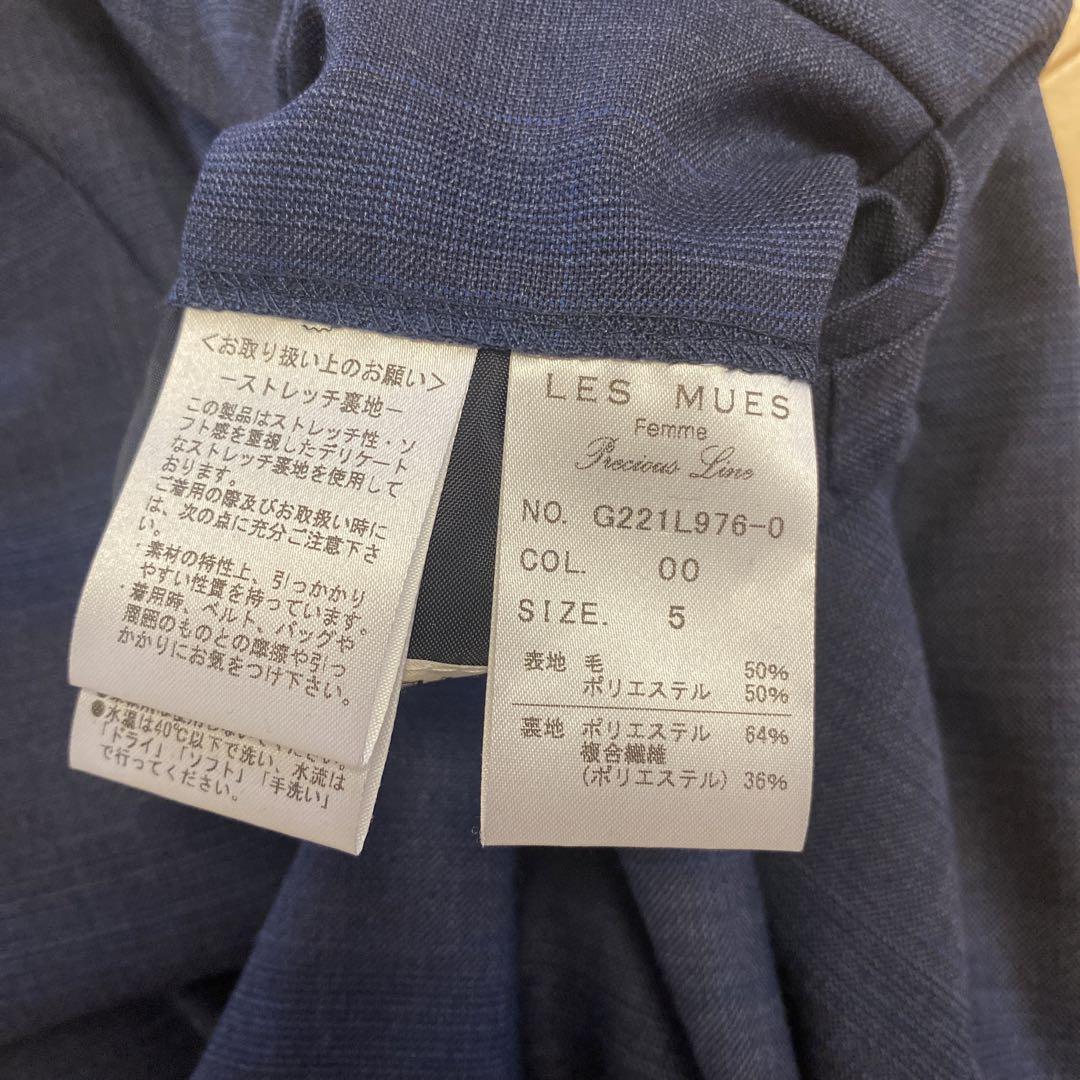 <お取り扱い上のお願い>
ーストレッチ裏地ー
この製品はストレッチ性・ソ
フト感を重視したデリケート
なストレッチ裏地を使用して
おります。
ご着用の際及びお取扱い時に
は、次の点に充分ご注意下さ
い。
・素材の特性上、引っかかり
やすい性質を持っています。
・着用時、ベルト、バッグや
周囲のものとの摩擦や引っ
かかりにお気をつけ下さい。
●水温は40℃以下で洗い、水流は
「ドライ」「ソフト」「手洗い」
で行ってください。
LES MUES
Femme
Precious Line
NO. G221L976-0
COL. 00
SIZE. 5
表地 毛 50%
ポリエステル 50%
裏地 ポリエステル 64%
複合繊維
(ポリエステル) 36%